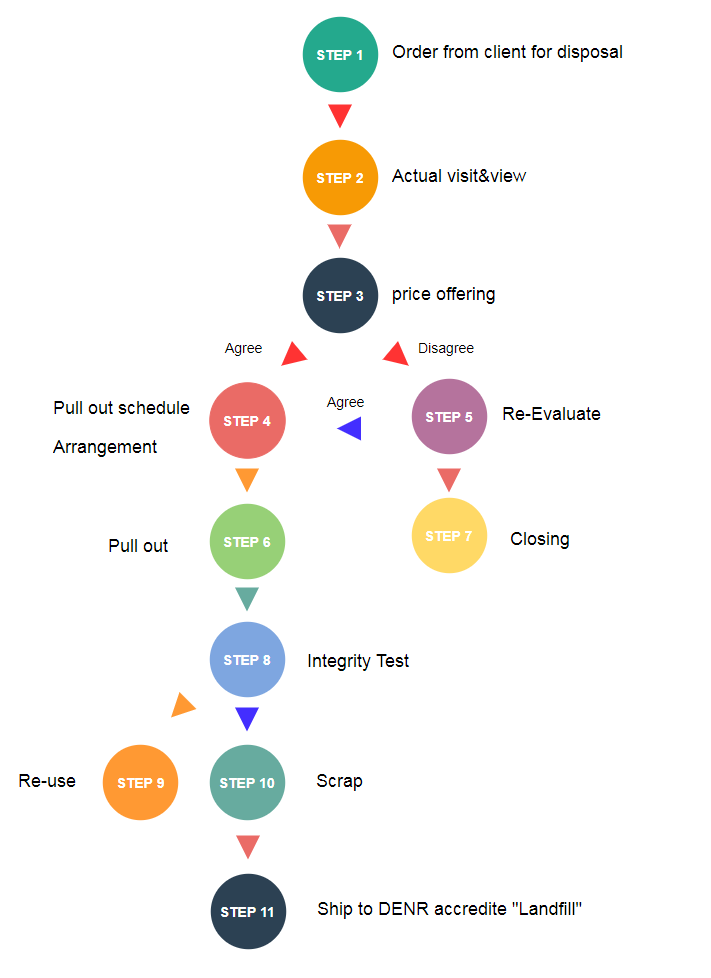 STEP 1
Order from client for disposal
STEP 2
Actual visit&view
STEP 3
price offering
Agree
Disagree
Pull out schedule
Arrangement
STEP 4
Agree
STEP 5
Re-Evaluate
Pull out
STEP 6
STEP 7
Closing
STEP 8
Integrity Test
Re-use
STEP 9
STEP 10
Scrap
STEP 11
Ship to DENR accredite "Landfill"